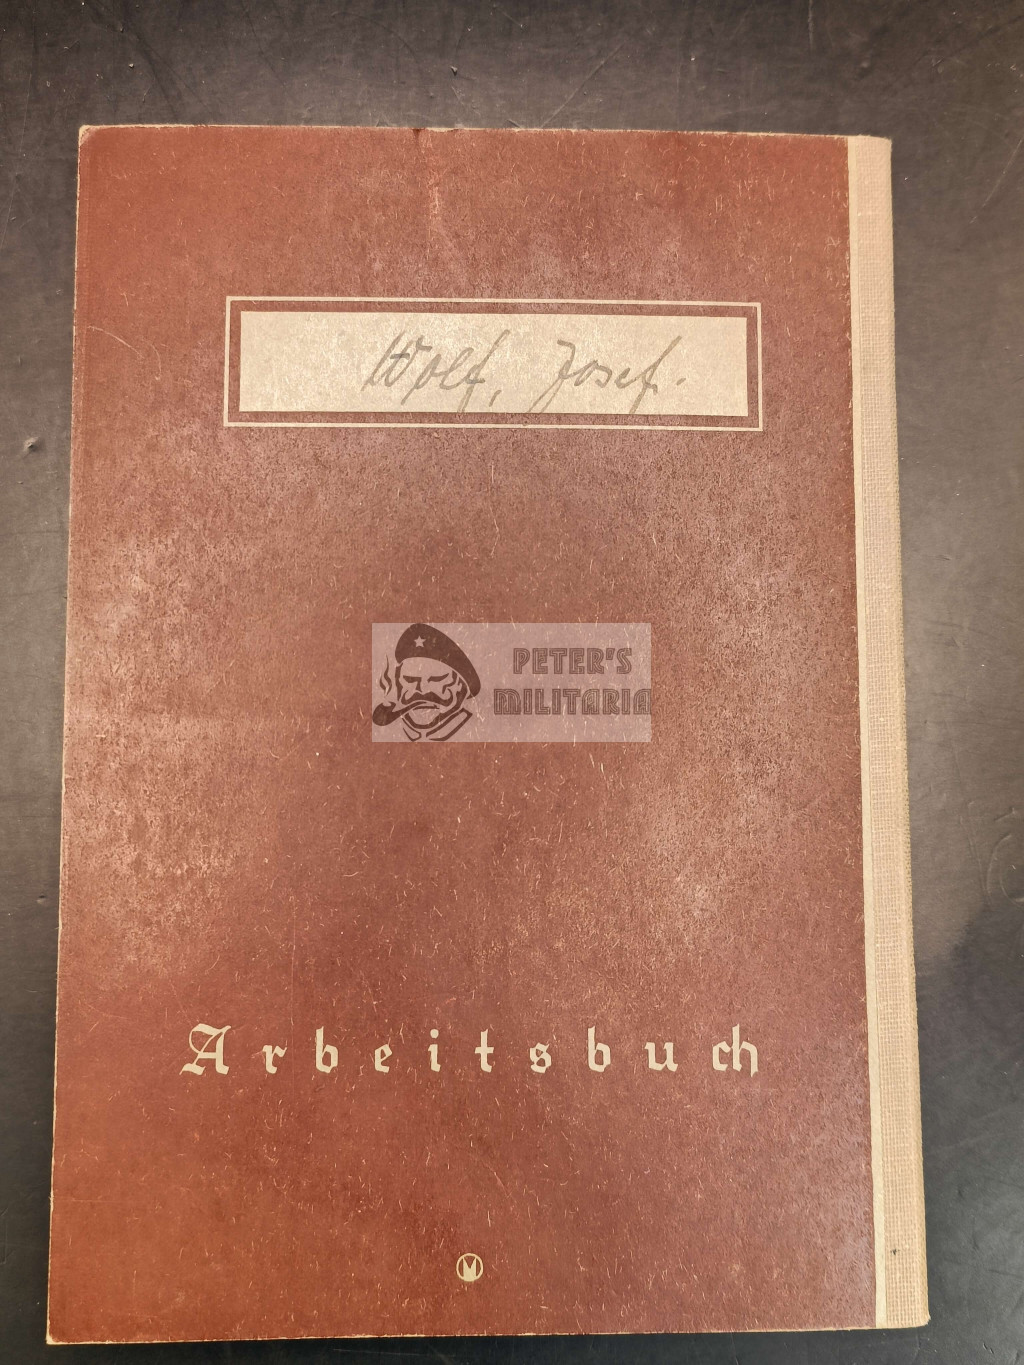 Wolf, Josef.
PETER'S
MILITARIA
Arbeitsbuch
M